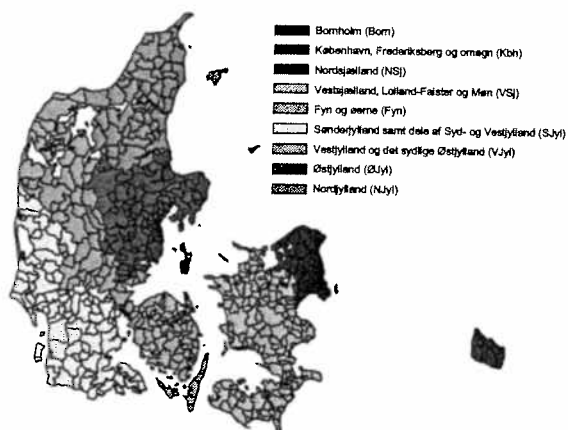 Bornholm (Born)
København, Frederiksberg og omegn (Kbh)
Nordsjælland (NSj)
Vestsjælland, Lolland-Falster og Møn (VSj)
Fyn og øerne (Fyn)
Sønderjylland samt dele af Syd- og Vestjylland (SJyl)
Vestjylland og det sydlige Østjylland (VJyl)
Østjylland (ØJyl)
Nordjylland (NJyl)